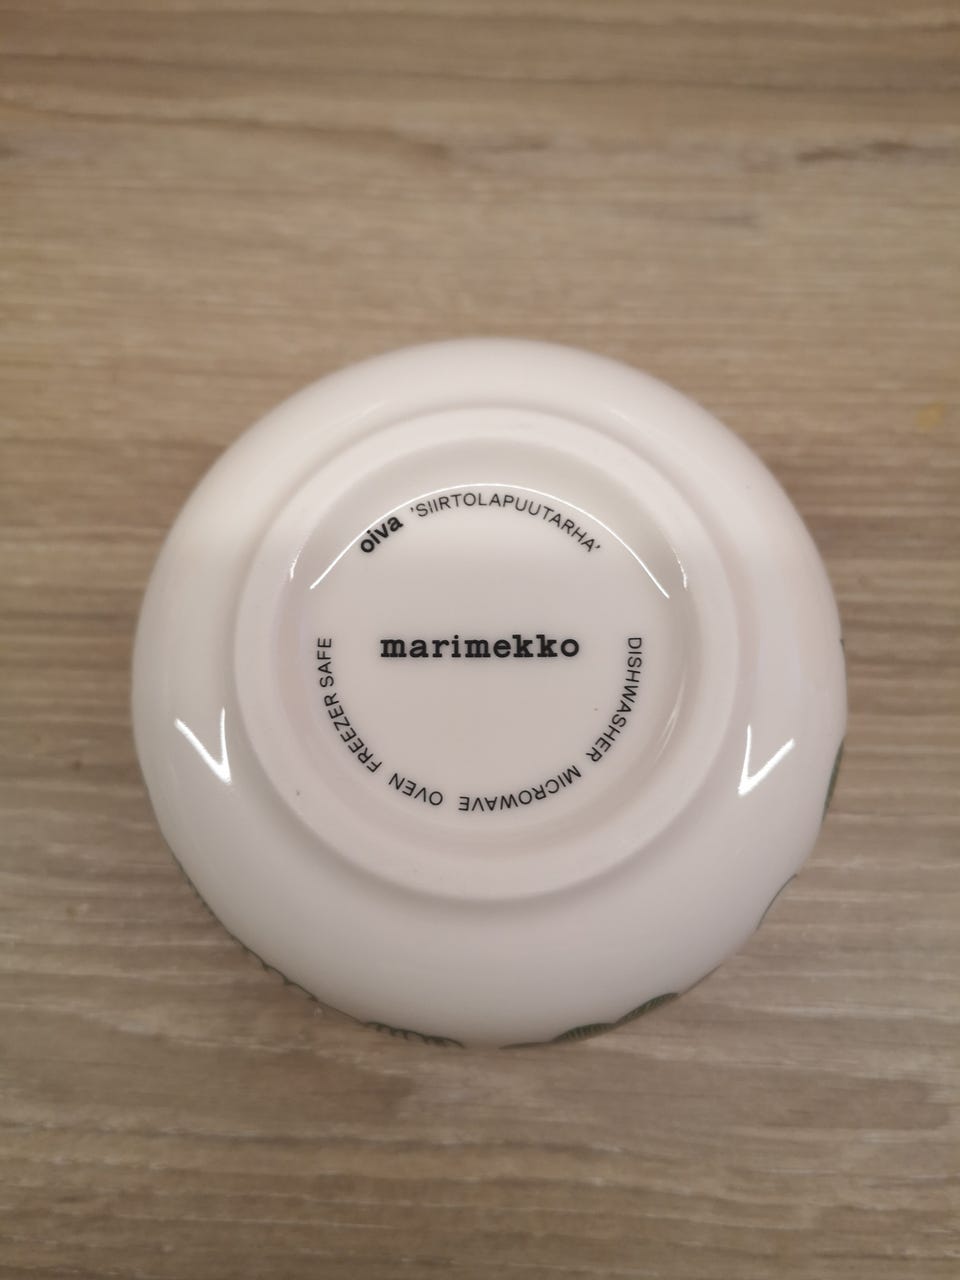 oiva 'SIIRTOLAPUUTARHA'
marimekko
DISHWASHER MICROWAVE OVEN FREEZER SAFE